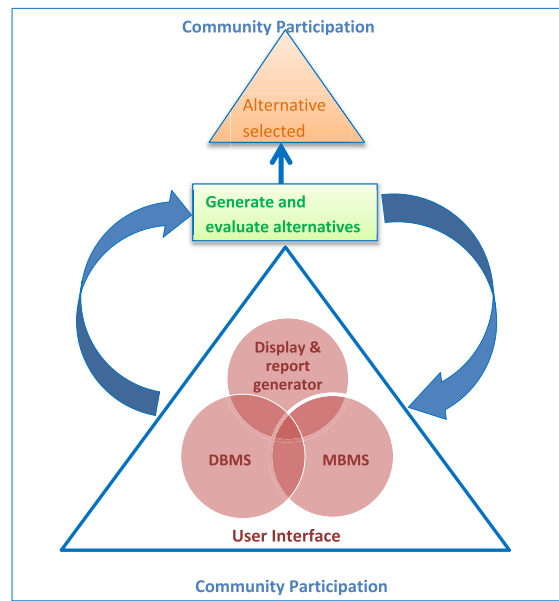 Community Participation
Alternative
selected
Generate and
evaluate alternatives
Display &
report
generator
DBMS
MBMS
User Interface
Community Participation